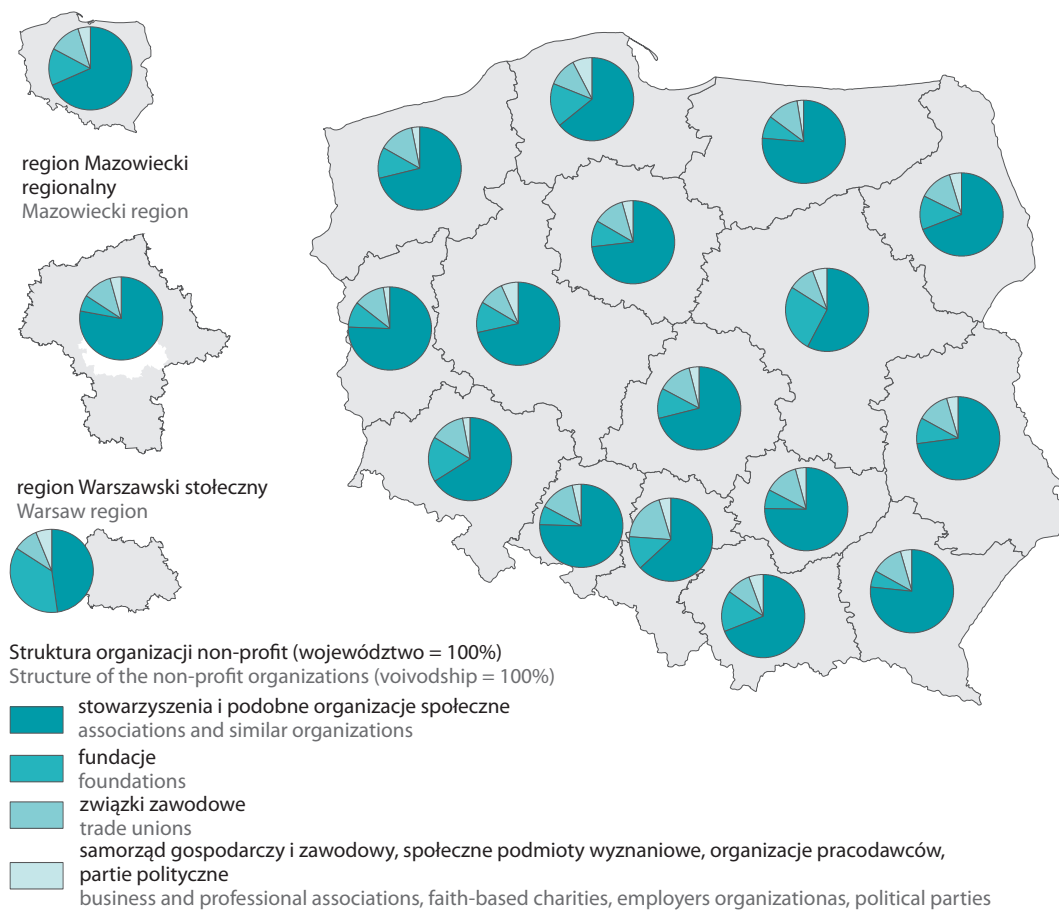 region Mazowiecki
regionalny
Mazowiecki region
region Warszawski stołeczny
Warsaw region
Struktura organizacji non-profit (województwo = 100%)
Structure of the non-profit organizations (voivodship = 100%)
stowarzyszenia i podobne organizacje społeczne
associations and similar organizations
fundacje
foundations
związki zawodowe
trade unions
samorząd gospodarczy i zawodowy, społeczne podmioty wyznaniowe, organizacje pracodawców,
partie polityczne
business and professional associations, faith-based charities, employers organizationas, political parties